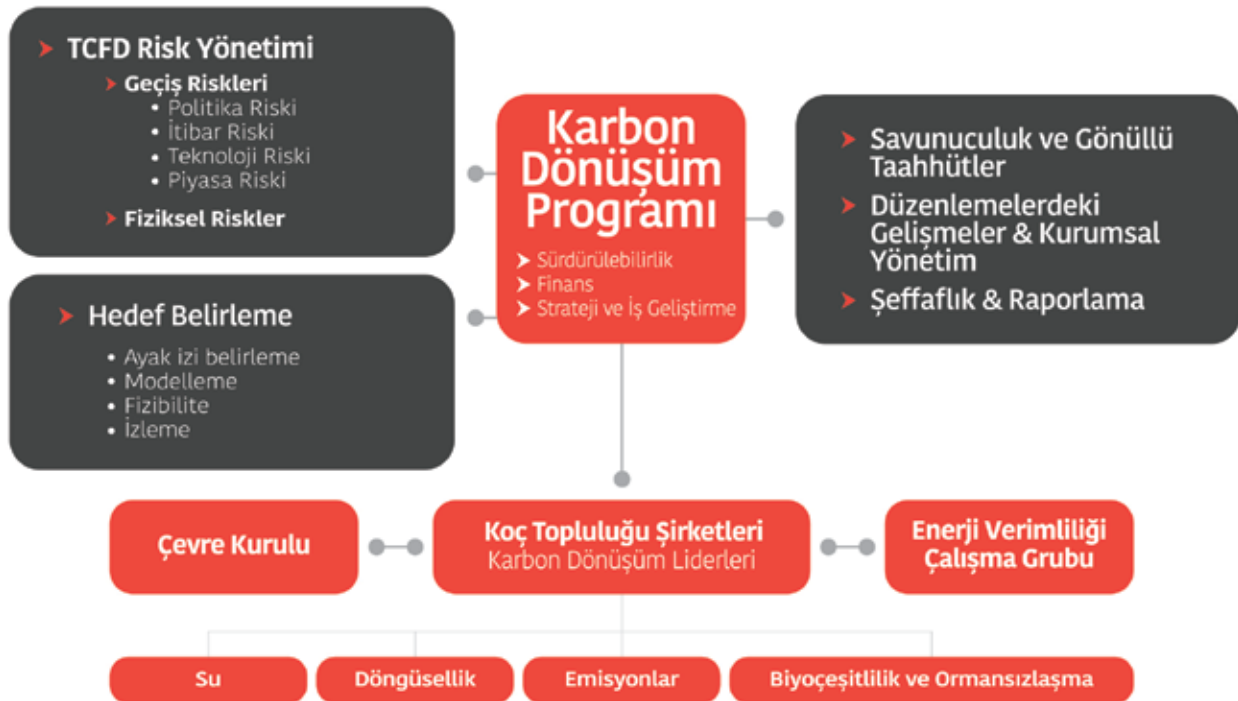 TCFD Risk Yönetimi
Geçiş Riskleri
• Politika Riski
• İtibar Riski
• Teknoloji Riski
• Piyasa Riski
Fiziksel Riskler
Hedef Belirleme
• Ayak izi belirleme
• Modelleme
• Fizibilite
• İzleme
Karbon
Dönüşüm
Programı
Sürdürülebilirlik
Finans
Strateji ve İş Geliştirme
Savunuculuk ve Gönüllü
Taahhütler
Düzenlemelerdeki
Gelişmeler & Kurumsal
Yönetim
Şeffaflık & Raporlama
Çevre Kurulu
Koç Topluluğu Şirketleri
Karbon Dönüşüm Liderleri
Enerji Verimliliği
Çalışma Grubu
Su
Döngüsellik
Emisyonlar
Biyoçeşitlilik ve Ormansızlaşma